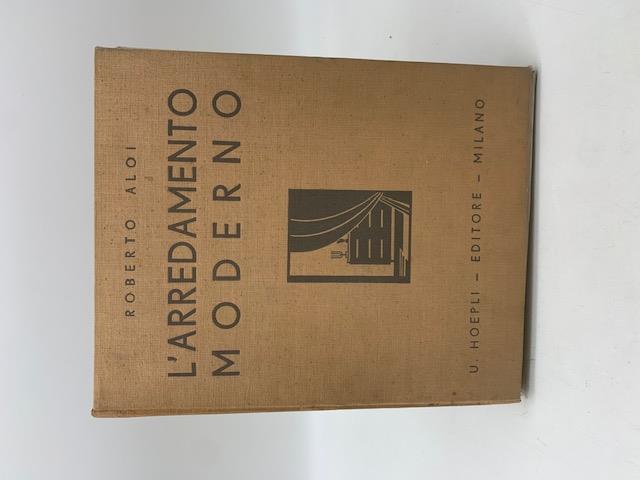 ROBERTO ALOI
L'ARREDAMENTO
MODERNO
U. HOEPLI – EDITORE – MILANO